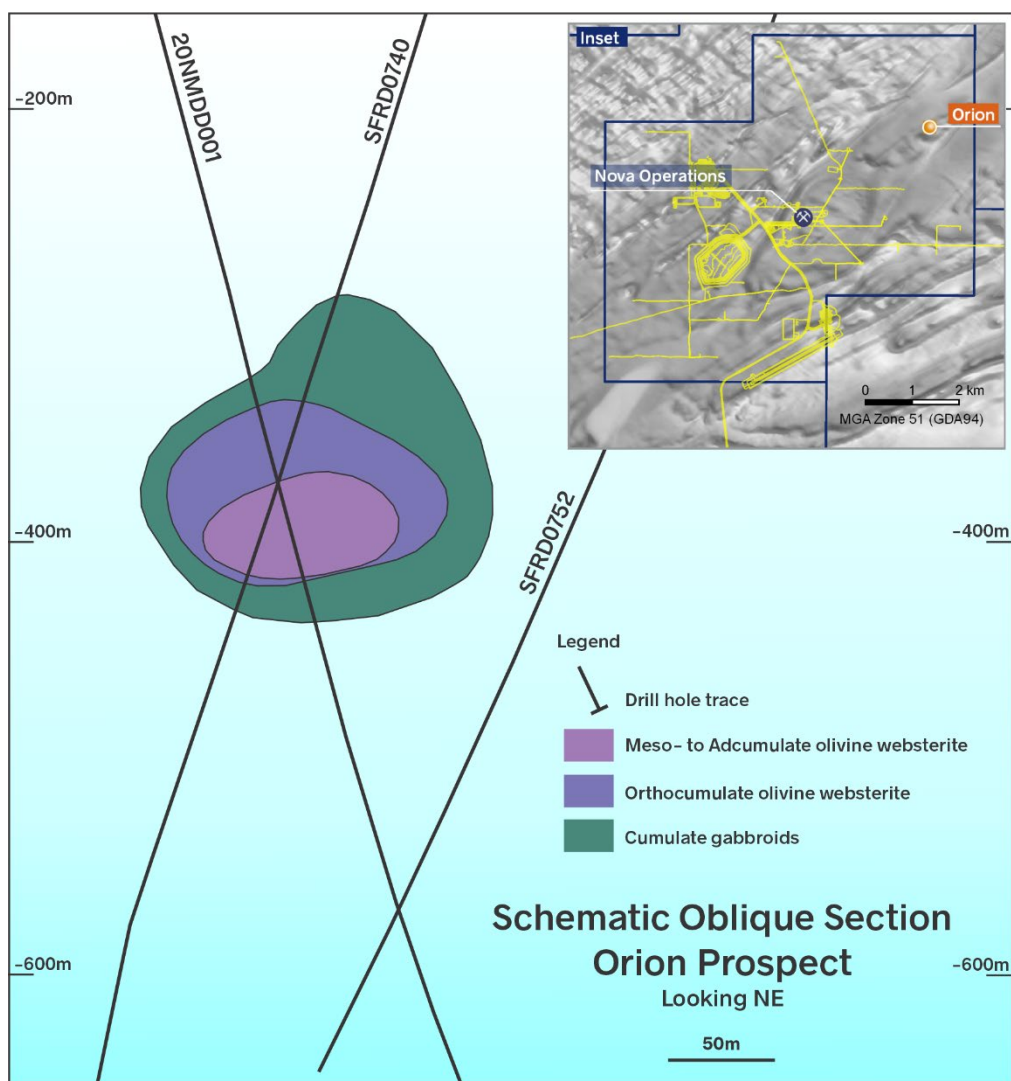 20NMDD001
SFRD0740
Inset
-200m
Orion
Nova Operations
0 1 2 km
MGA Zone 51 (GDA94)
SFRD0752
-400m
-400m
Legend
Drill hole trace
Meso- to Adcumulate olivine websterite
Orthocumulate olivine websterite
Cumulate gabbroids
Schematic Oblique Section
Orion Prospect
Looking NE
-600m
-600m
50m